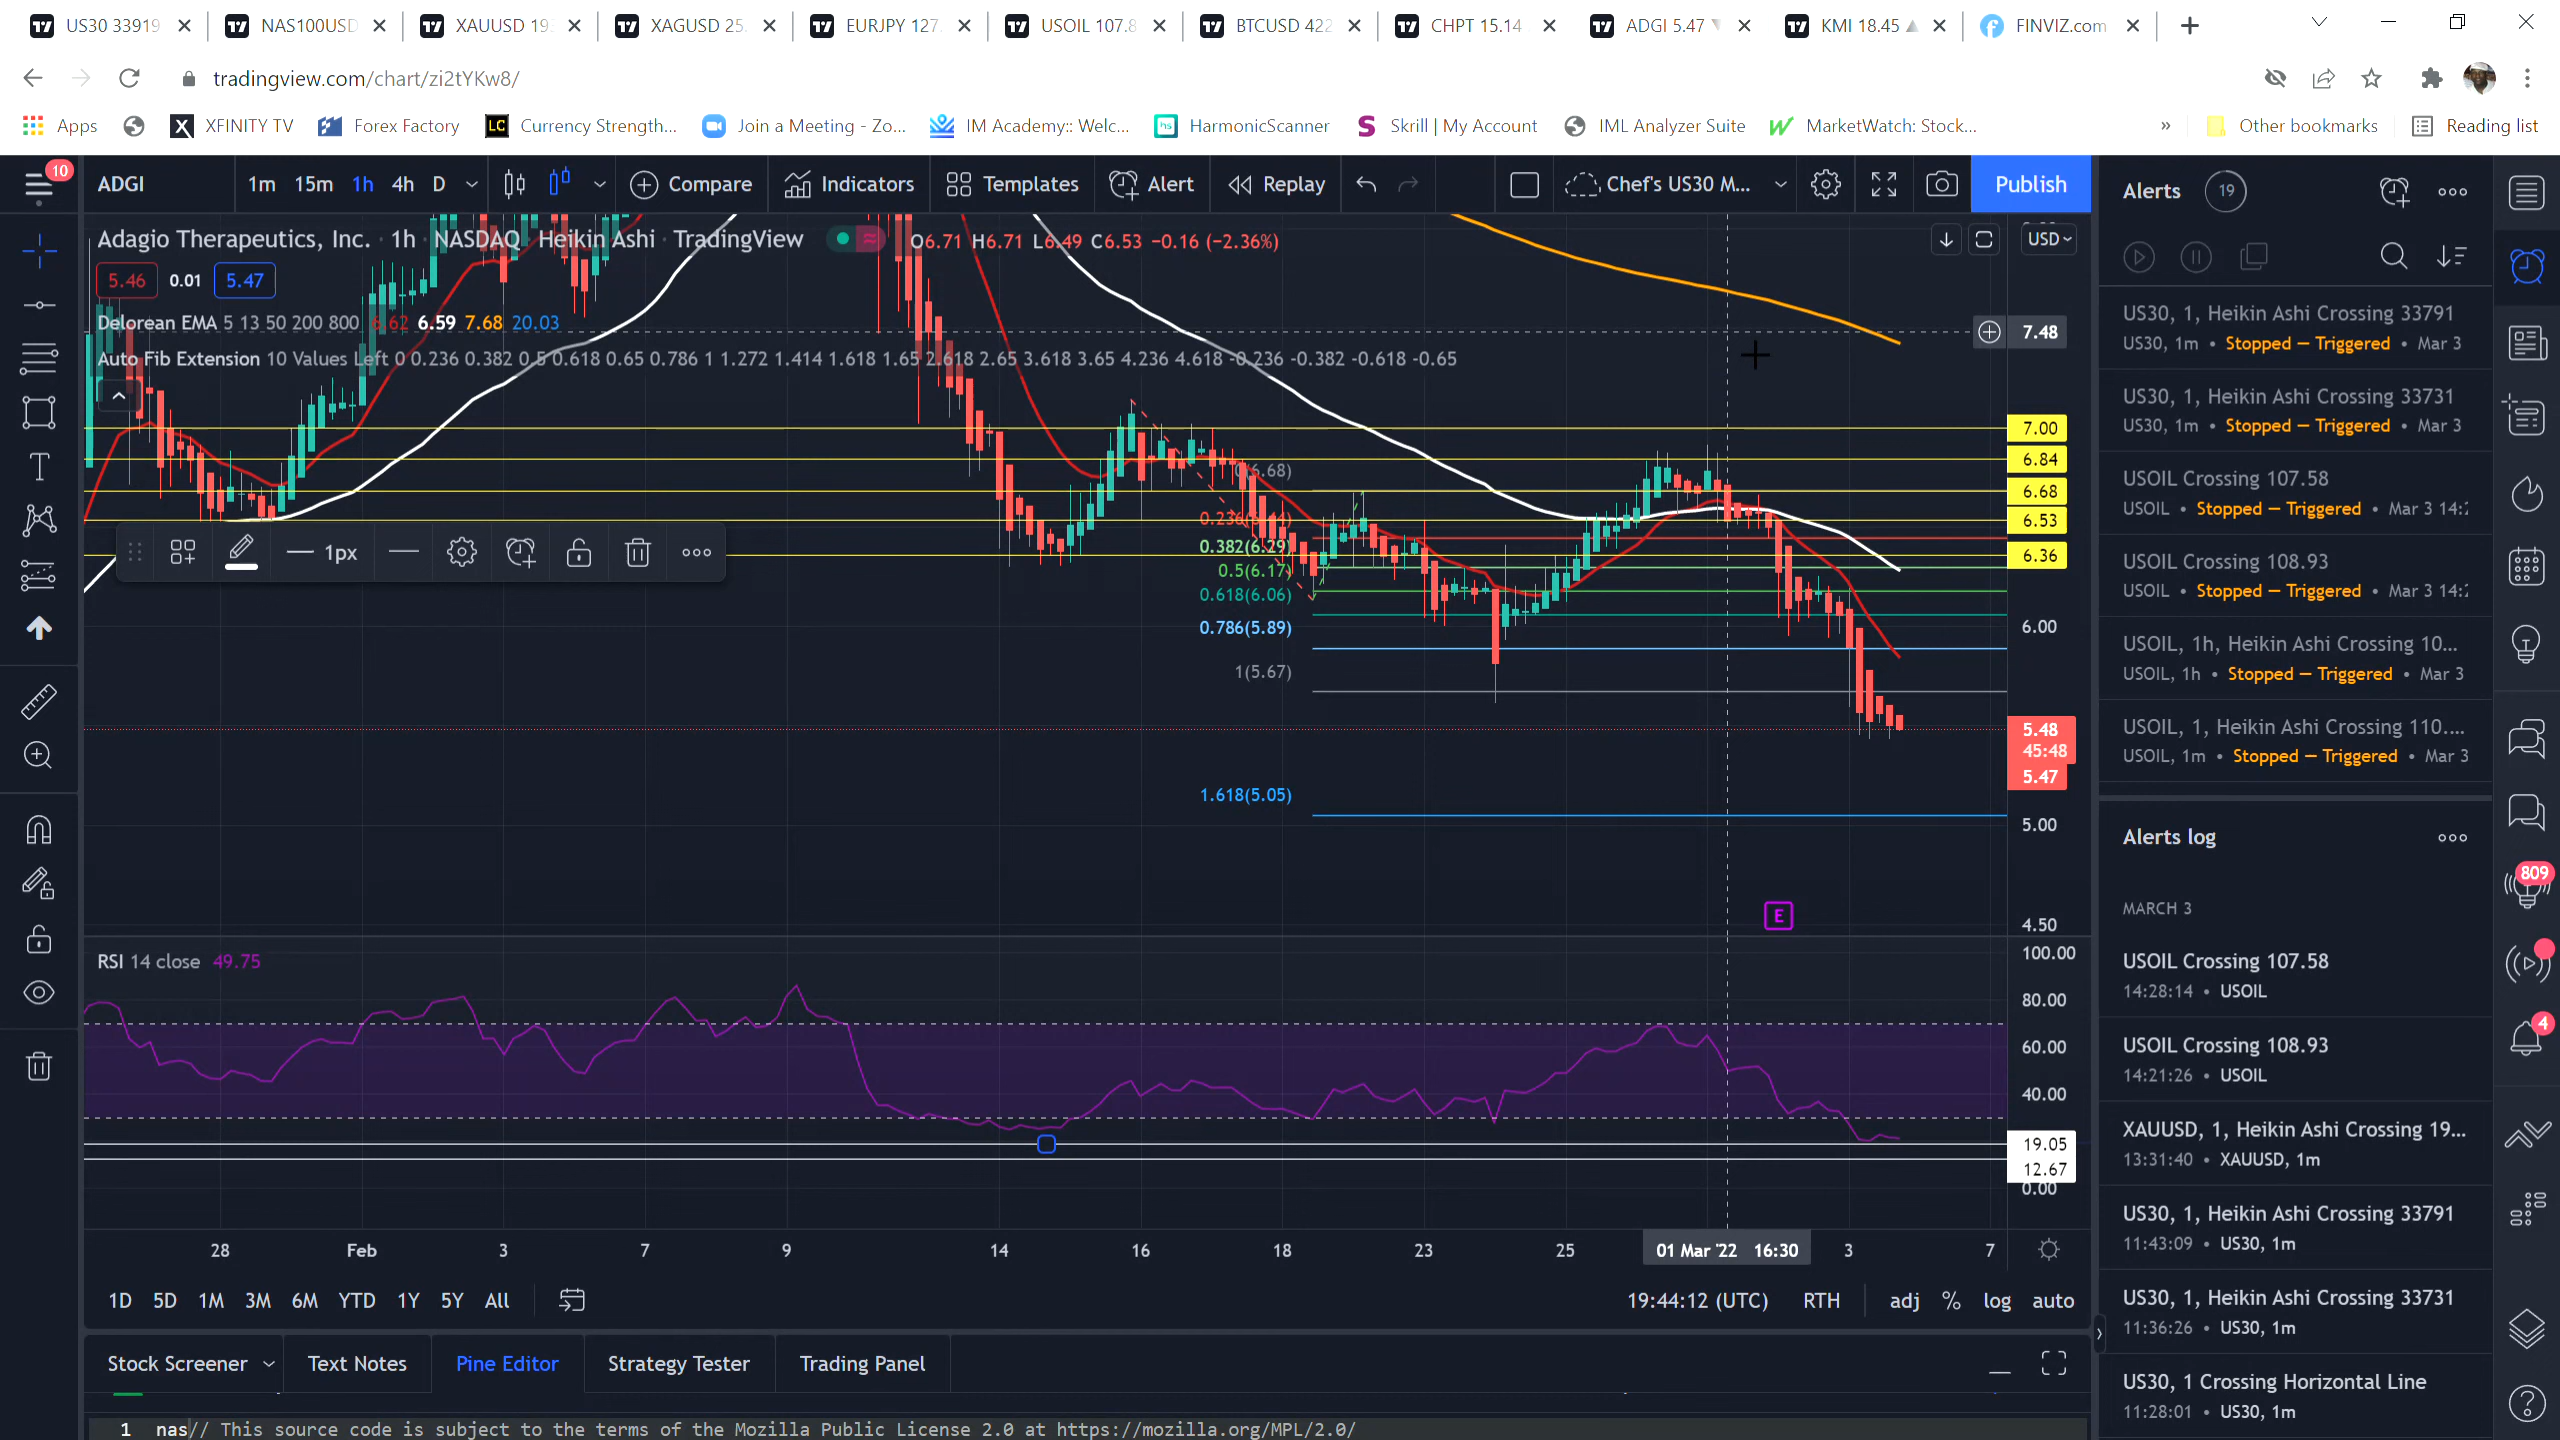 US30 33919
NAS100USD
XAUUSD 193
XAGUSD 25.
EURJPY 127.
USOIL 107.8
BTCUSD 422
CHPT 15.14
ADGI 5.47
KMI 18.45
FINVIZ.com
tradingview.com/chart/zi2tYKw8/
Apps
XFINITY TV
Forex Factory
Currency Strength...
Join a Meeting - Zo...
IM Academy:: Welc...
HarmonicScanner
Skrill | My Account
IML Analyzer Suite
MarketWatch: Stock...
»
Other bookmarks
Reading list
10
ADGI
1m 15m 1h 4h D
Compare
Indicators
Templates
Alert
Replay
Chef's US30 M...
Publish
Adagio Therapeutics, Inc. · 1h · NASDAQ · Heikin Ashi · TradingView
O6.71 H6.71 L6.49 C6.53 −0.16 (−2.36%)
USD
5.46 0.01 5.47
Delorean EMA 5 13 50 200 800 6.62 6.59 7.68 20.03
Auto Fib Extension 10 Values Left 0 0.236 0.382 0.5 0.618 0.65 0.786 1 1.272 1.414 1.618 1.65 2.618 2.65 3.618 3.65 4.236 4.618 -0.236 -0.382 -0.618 -0.65
7.48
7.00
6.84
6.68
6.53
6.36
6.00
5.48
45:48
5.47
5.00
4.50
0(6.68)
0.236(6.44)
0.382(6.29)
0.5(6.17)
0.618(6.06)
0.786(5.89)
1(5.67)
1.618(5.05)
1px
E
RSI 14 close 49.75
100.00
80.00
60.00
40.00
19.05
12.67
0.00
28 Feb 3 7 9 14 16 18 23 25 01 Mar '22 16:30 3 7
1D 5D 1M 3M 6M YTD 1Y 5Y All
19:44:12 (UTC) RTH adj % log auto
Stock Screener Text Notes Pine Editor Strategy Tester Trading Panel
1 nas// This source code is subject to the terms of the Mozilla Public License 2.0 at https://mozilla.org/MPL/2.0/
Alerts 19
US30, 1, Heikin Ashi Crossing 33791
US30, 1m • Stopped — Triggered • Mar 3
US30, 1, Heikin Ashi Crossing 33731
US30, 1m • Stopped — Triggered • Mar 3
USOIL Crossing 107.58
USOIL • Stopped — Triggered • Mar 3 14:2
USOIL Crossing 108.93
USOIL • Stopped — Triggered • Mar 3 14:2
USOIL, 1h, Heikin Ashi Crossing 10...
USOIL, 1h • Stopped — Triggered • Mar 3
USOIL, 1, Heikin Ashi Crossing 110....
USOIL, 1m • Stopped — Triggered • Mar 3
Alerts log
MARCH 3
USOIL Crossing 107.58
14:28:14 • USOIL
USOIL Crossing 108.93
14:21:26 • USOIL
XAUUSD, 1, Heikin Ashi Crossing 19...
13:31:40 • XAUUSD, 1m
US30, 1, Heikin Ashi Crossing 33791
11:43:09 • US30, 1m
US30, 1, Heikin Ashi Crossing 33731
11:36:26 • US30, 1m
US30, 1 Crossing Horizontal Line
11:28:01 • US30, 1m
809
4